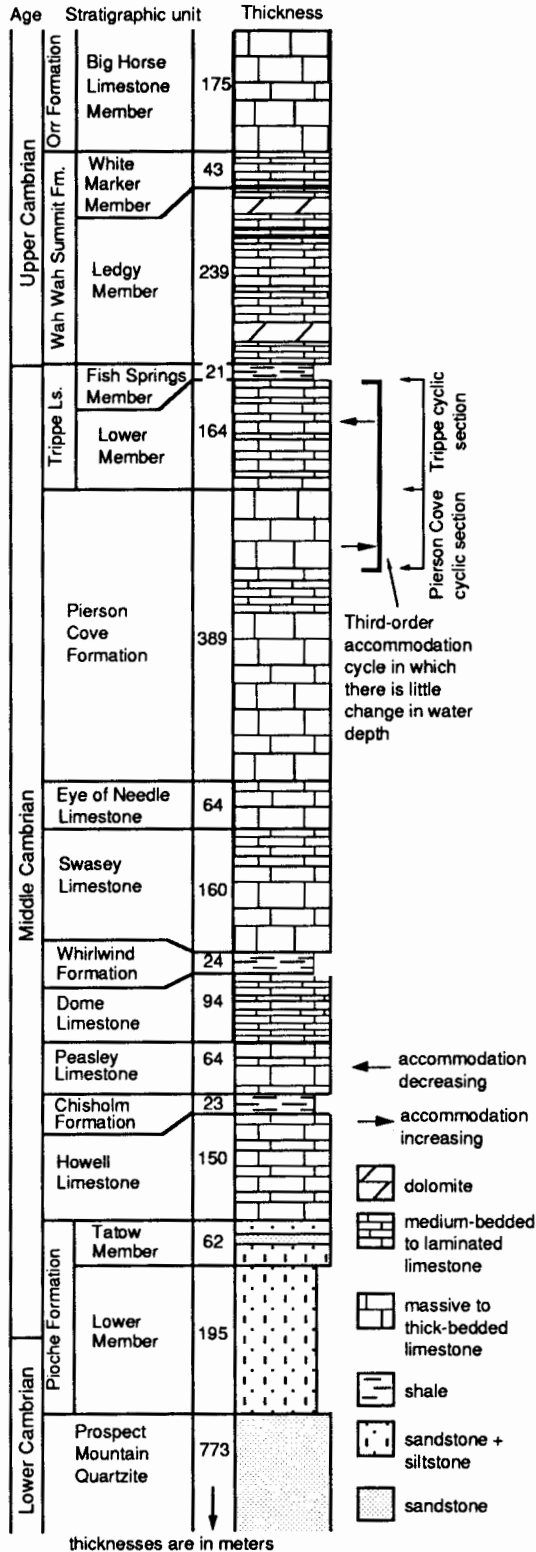 Age Stratigraphic unit Thickness
Upper Cambrian
Orr Formation
Big Horse
Limestone
Member
175
Wah Wah Summit Fm.
White
Marker
Member
43
Ledgy
Member
239
Middle Cambrian
Trippe Ls.
Fish Springs
Member
21
Lower
Member
164
Trippe cyclic
section
Pierson Cove
cyclic section
Third-order
accommodation
cycle in which
there is little
change in water
depth
Pierson
Cove
Formation
389
Eye of Needle
Limestone
64
Swasey
Limestone
160
Whirlwind
Formation
24
Dome
Limestone
94
Peasley
Limestone
64
Chisholm
Formation
23
Howell
Limestone
150
Pioche Formation
Tatow
Member
62
Lower
Member
195
Lower Cambrian
Prospect
Mountain
Quartzite
773
accommodation
decreasing
accommodation
increasing
dolomite
medium-bedded
to laminated
limestone
massive to
thick-bedded
limestone
shale
sandstone +
siltstone
sandstone
thicknesses are in meters